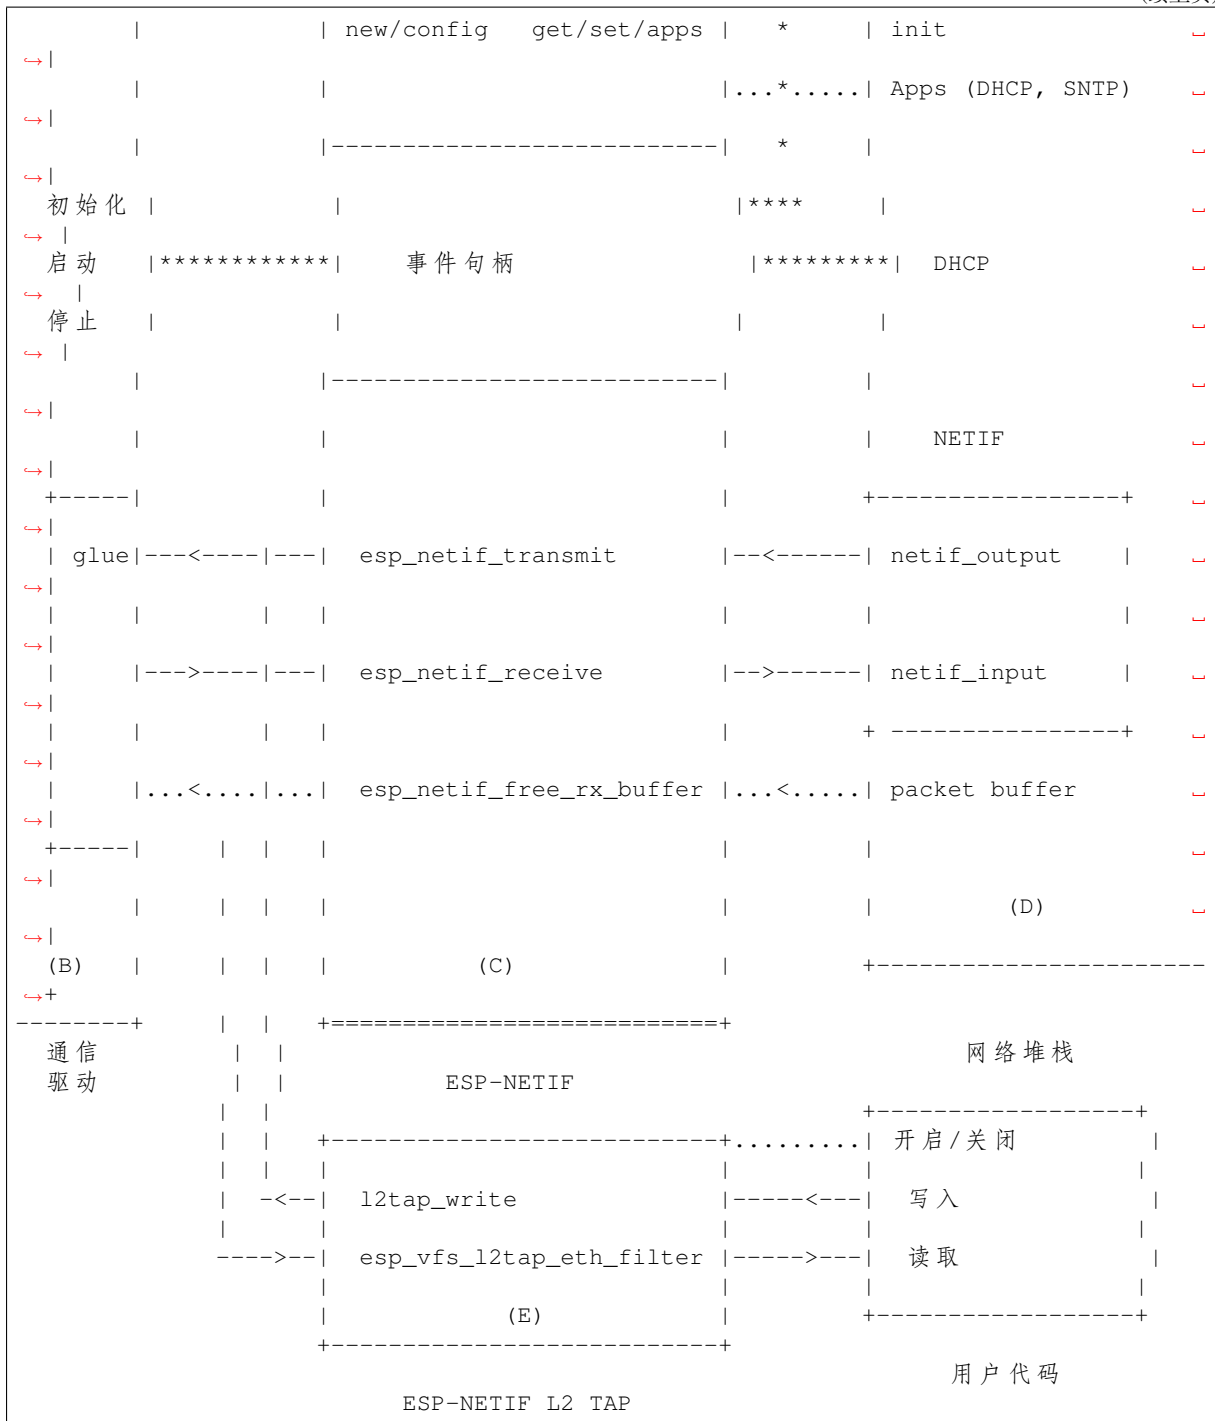 |            | new/config   get/set/apps |   *     | init                 ␣
↪|
        |            |                           |...*.....| Apps (DHCP, SNTP)    ␣
↪|
        |            |---------------------------|   *     |                      ␣
↪|
  初始化 |            |                           |****     |                      ␣
↪ |
  启动   |************|    事件句柄                |*********|  DHCP                ␣
↪  |
  停止   |            |                           |         |                      ␣
↪ |
        |            |---------------------------|         |                      ␣
↪|
        |            |                           |         |    NETIF             ␣
↪|
  +-----|            |                           |         +-----------------+    ␣
↪|
  | glue|---<----|---|  esp_netif_transmit       |--<------| netif_output    |    ␣
↪|
  |     |        |   |                           |         |                 |    ␣
↪|
  |     |--->----|---|  esp_netif_receive        |-->------| netif_input     |    ␣
↪|
  |     |        |   |                           |         + ----------------+    ␣
↪|
  |     |...<....|...|  esp_netif_free_rx_buffer |...<.....| packet buffer        ␣
↪|
  +-----|     |  |   |                           |         |                      ␣
↪|
        |     |  |   |                           |         |         (D)          ␣
↪|
  (B)   |     |  |   |          (C)              |         +-----------------------
↪+
--------+     |  |   +===========================+
  通信         |  |                                               网络堆栈
  驱动         |  |           ESP-NETIF
              |  |                                         +------------------+
              |  |   +---------------------------+.........| 开启/关闭         |
              |  |   |                           |         |                  |
              |  -<--|  l2tap_write              |-----<---|  写入             |
              |      |                           |         |                  |
              ---->--|  esp_vfs_l2tap_eth_filter |----->---|  读取             |
                     |                           |         |                  |
                     |            (E)            |         +------------------+
                     +---------------------------+
                                                                用户代码
                           ESP-NETIF L2 TAP